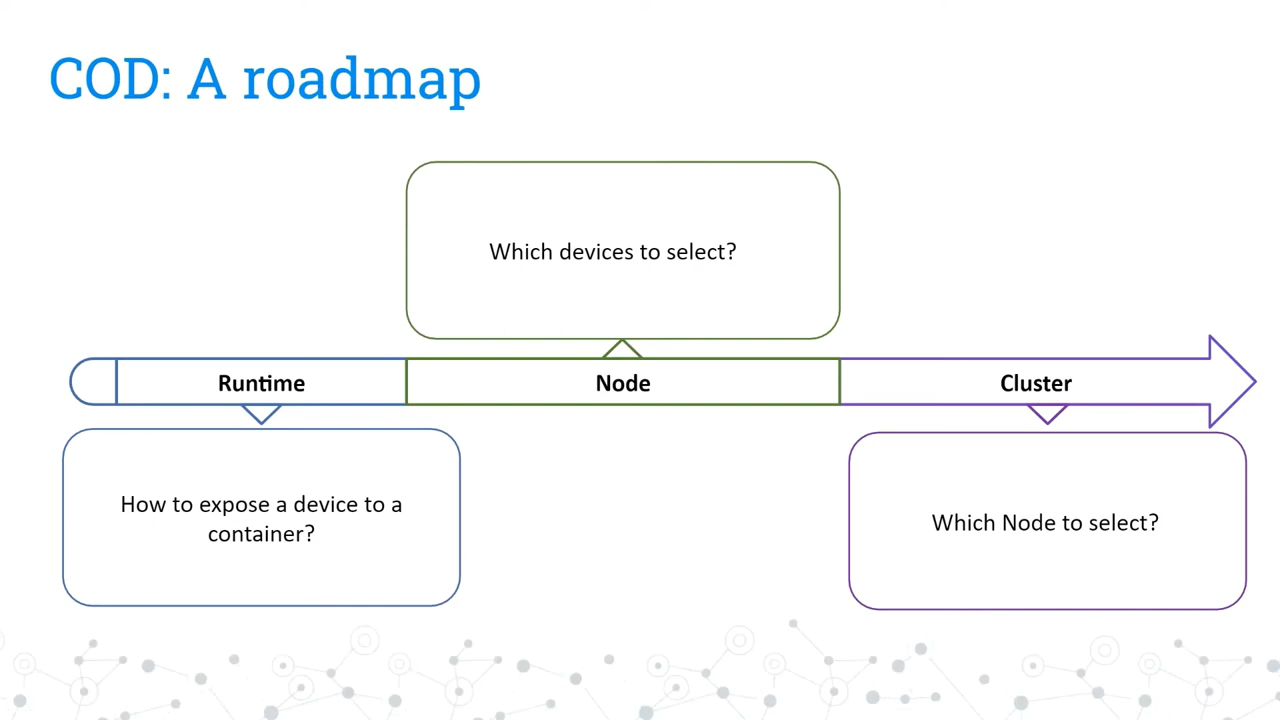 COD: A roadmap
Which devices to select?
Runtime
Node
Cluster
How to expose a device to a
container?
Which Node to select?